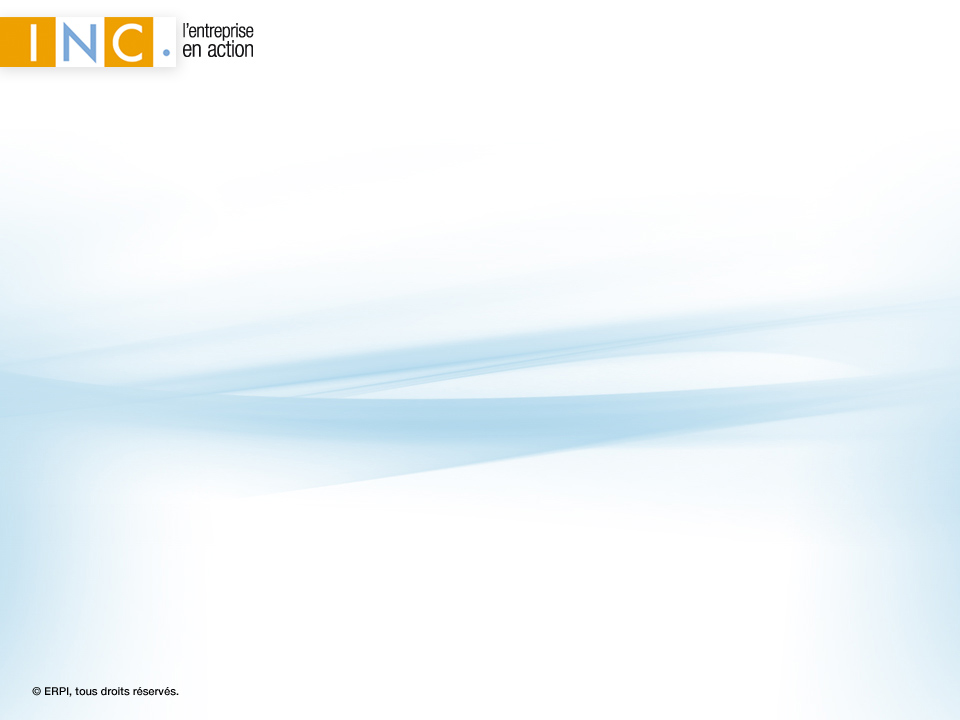 INC.
l'entreprise
en action
© ERPI, tous droits réservés.